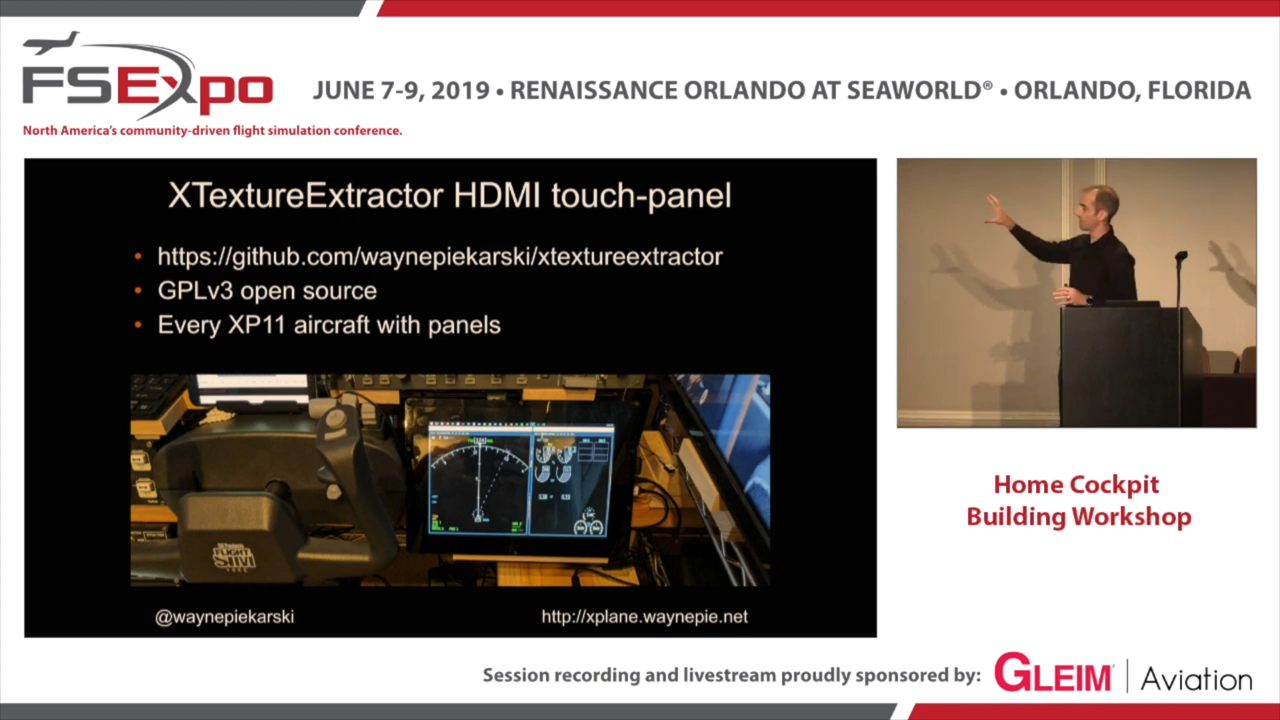 FSExpo
JUNE 7-9, 2019 • RENAISSANCE ORLANDO AT SEAWORLD® • ORLANDO, FLORIDA
North America's community-driven flight simulation conference.
XTextureExtractor HDMI touch-panel
• https://github.com/waynepiekarski/xtextureextractor
• GPLv3 open source
• Every XP11 aircraft with panels
FLIGHT
SIM
@waynepiekarski
http://xplane.waynepie.net
Home Cockpit
Building Workshop
Session recording and livestream proudly sponsored by:
GLEIM® | Aviation